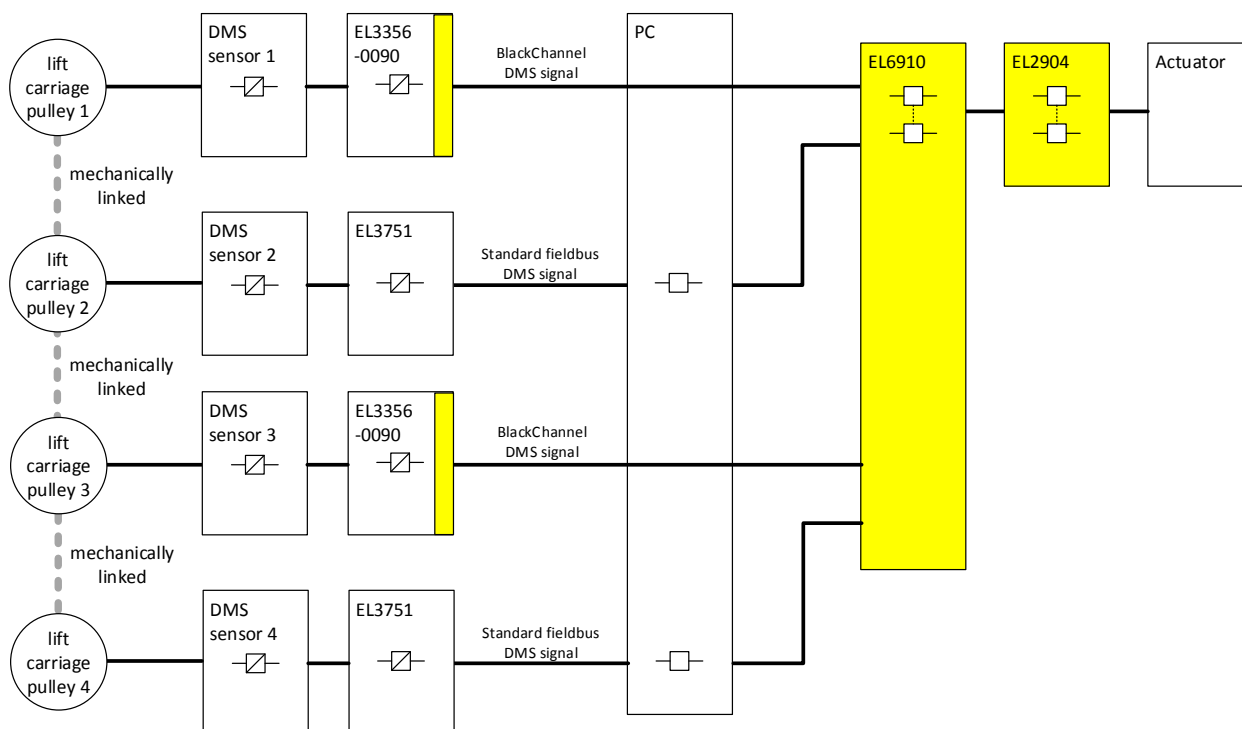 lift
carriage
pulley 1
DMS
sensor 1
EL3356
-0090
BlackChannel
DMS signal
PC
EL6910
EL2904
Actuator
mechanically
linked
lift
carriage
pulley 2
DMS
sensor 2
EL3751
Standard fieldbus
DMS signal
mechanically
linked
lift
carriage
pulley 3
DMS
sensor 3
EL3356
-0090
BlackChannel
DMS signal
mechanically
linked
lift
carriage
pulley 4
DMS
sensor 4
EL3751
Standard fieldbus
DMS signal